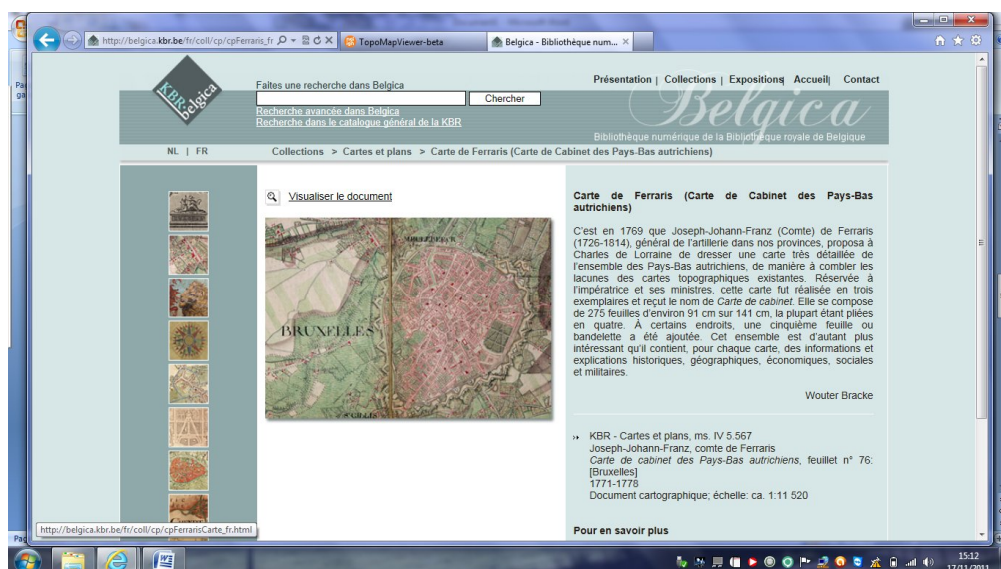 Document - Microsoft Word
http://belgica.kbr.be/fr/coll/cp/cpFerraris_fr
TopoMapViewer-beta
Belgica - Bibliothèque num...
KBR
Belgica
Faites une recherche dans Belgica
Chercher
Recherche avancée dans Belgica
Recherche dans le catalogue général de la KBR
Présentation | Collections | Expositions| Accueil| Contact
Belgica
Bibliothèque numérique de la Bibliothèque royale de Belgique
NL | FR
Collections > Cartes et plans > Carte de Ferraris (Carte de Cabinet des Pays-Bas autrichiens)
Visualiser le document
BRUXELLES
St GILLIS
Carte de Ferraris (Carte de Cabinet des Pays-Bas
autrichiens)
C'est en 1769 que Joseph-Johann-Franz (Comte) de Ferraris
(1726-1814), général de l'artillerie dans nos provinces, proposa à
Charles de Lorraine de dresser une carte très détaillée de
l'ensemble des Pays-Bas autrichiens, de manière à combler les
lacunes des cartes topographiques existantes. Réservée à
l'impératrice et ses ministres, cette carte fut réalisée en trois
exemplaires et reçut le nom de Carte de cabinet. Elle se compose
de 275 feuilles d'environ 91 cm sur 141 cm, la plupart étant pliées
en quatre. À certains endroits, une cinquième feuille ou
bandelette a été ajoutée. Cet ensemble est d'autant plus
intéressant qu'il contient, pour chaque carte, des informations et
explications historiques, géographiques, économiques, sociales
et militaires.
Wouter Bracke
KBR - Cartes et plans, ms. IV 5.567
Joseph-Johann-Franz, comte de Ferraris
Carte de cabinet des Pays-Bas autrichiens, feuillet n° 76:
[Bruxelles]
1771-1778
Document cartographique; échelle: ca. 1:11 520
Pour en savoir plus
http://belgica.kbr.be/fr/coll/cp/cpFerrarisCarte_fr.html
15:12
17/11/2011